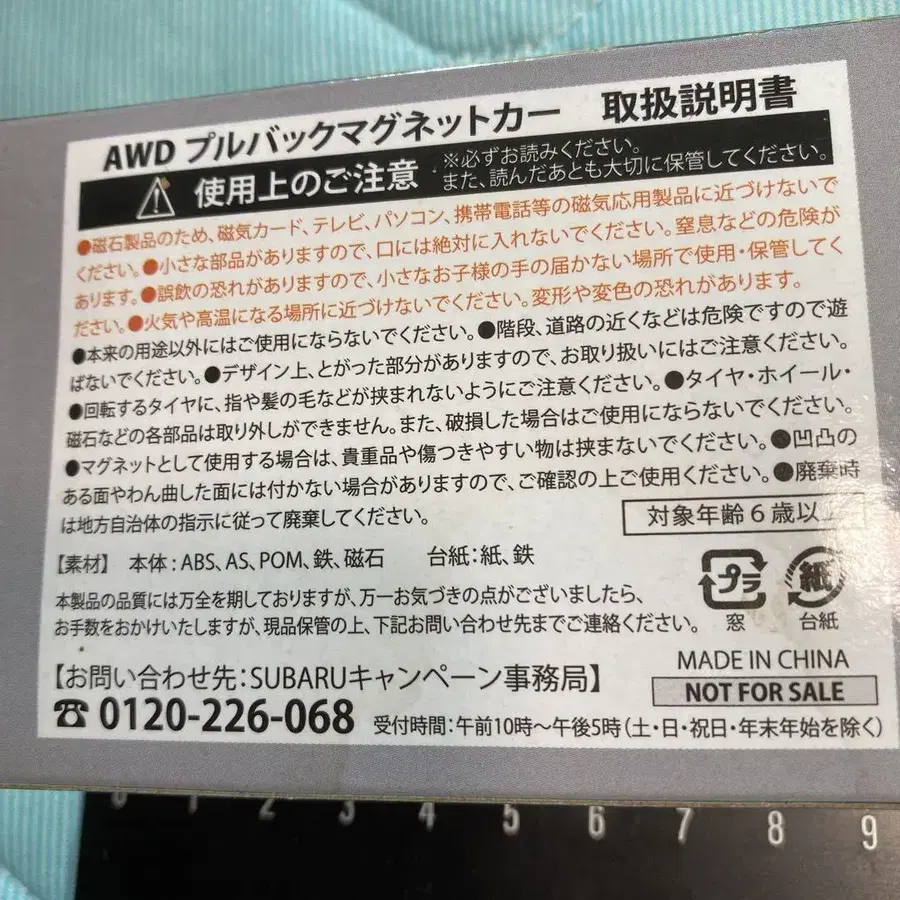 AWD プルバックマグネットカー 取扱説明書
使用上のご注意 ※必ずお読みください。
また、読んだあとも大切に保管してください。
●磁石製品のため、磁気カード、テレビ、パソコン、携帯電話等の磁気応用製品に近づけないで
ください。●小さな部品がありますので、口には絶対に入れないでください。窒息などの危険が
あります。●誤飲の恐れがありますので、小さなお子様の手の届かない場所で使用・保管してく
ださい。●火気や高温になる場所に近づけないでください。変形や変色の恐れがあります。
●本来の用途以外にはご使用にならないでください。●階段、道路の近くなどは危険ですので遊
ばないでください。●デザイン上、とがった部分がありますので、お取り扱いにはご注意ください。
●回転するタイヤに、指や髪の毛などが挟まれないようにご注意ください。●タイヤ・ホイール・
磁石などの各部品は取り外しができません。また、破損した場合はご使用にならないでください。
●マグネットとして使用する場合は、貴重品や傷つきやすい物は挟まないでください。●凹凸の
ある面やわん曲した面には付かない場合がありますので、ご確認の上ご使用ください。●廃棄時
は地方自治体の指示に従って廃棄してください。
対象年齢6歳以
【素材】 本体:ABS、AS、POM、鉄、磁石 台紙:紙、鉄
プラ 紙
窓 台紙
本製品の品質には万全を期しておりますが、万一お気づきの点がございましたら、
お手数をおかけいたしますが、現品保管の上、下記お問い合わせ先までご連絡ください。
MADE IN CHINA
【お問い合わせ先:SUBARUキャンペーン事務局】
NOT FOR SALE
☎ 0120-226-068 受付時間:午前10時～午後5時(土・日・祝日・年末年始を除く)
0 1 2 3 4 5 6 7 8 9